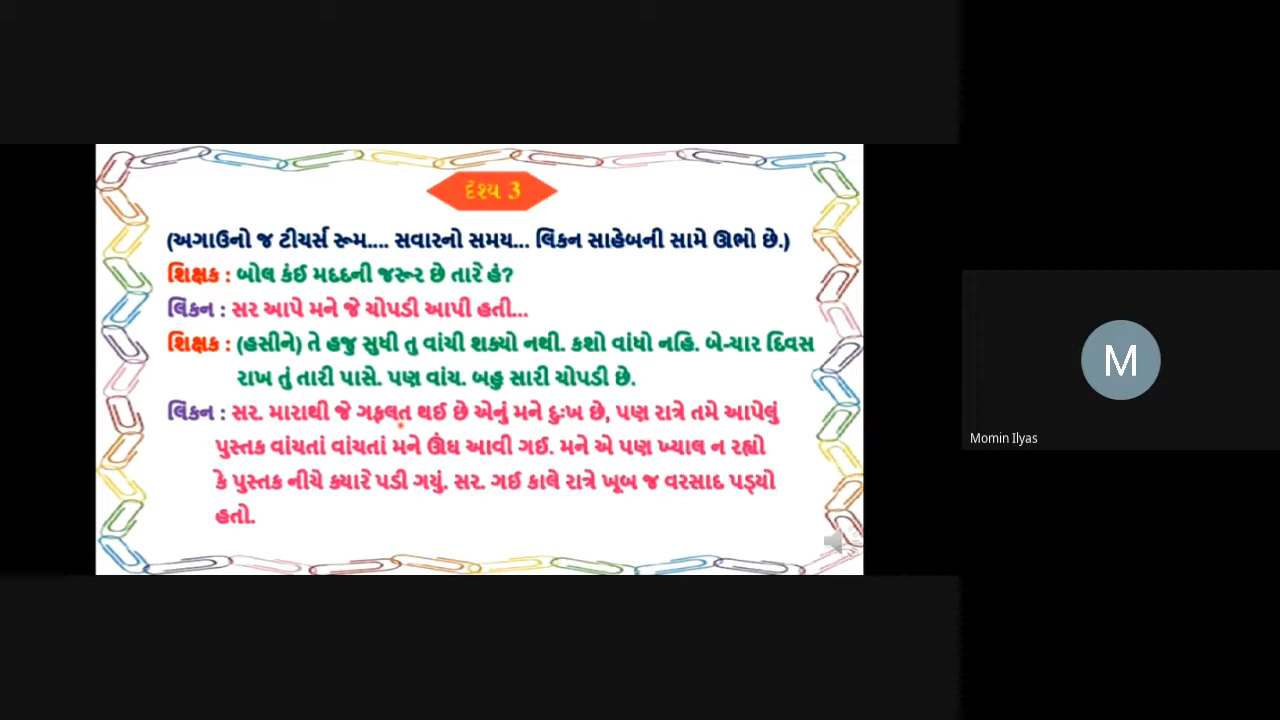 દૃશ્ય 3
(અગાઉનો જ ટીચર્સ રૂમ.... સવારનો સમય... લિંકન સાહેબની સામે ઊભો છે.)
શિક્ષક : બોલ કંઈ મદદની જરૂર છે તારે હં?
લિંકન : સર આપે મને જે ચોપડી આપી હતી...
શિક્ષક : (હસીને) તે હજુ સુધી તુ વાંચી શક્યો નથી. કશો વાંધો નહિ. બે-ચાર દિવસ
રાખ તું તારી પાસે. પણ વાંચ. બહુ સારી ચોપડી છે.
લિંકન : સર. મારાથી જે ગફલત થઈ છે એનું મને દુઃખ છે, પણ રાત્રે તમે આપેલું
પુસ્તક વાંચતાં વાંચતાં મને ઊંઘ આવી ગઈ. મને એ પણ ખ્યાલ ન રહ્યો
કે પુસ્તક નીચે ક્યારે પડી ગયું. સર. ગઈ કાલે રાત્રે ખૂબ જ વરસાદ પડ્યો
હતો.
M
Momin Ilyas